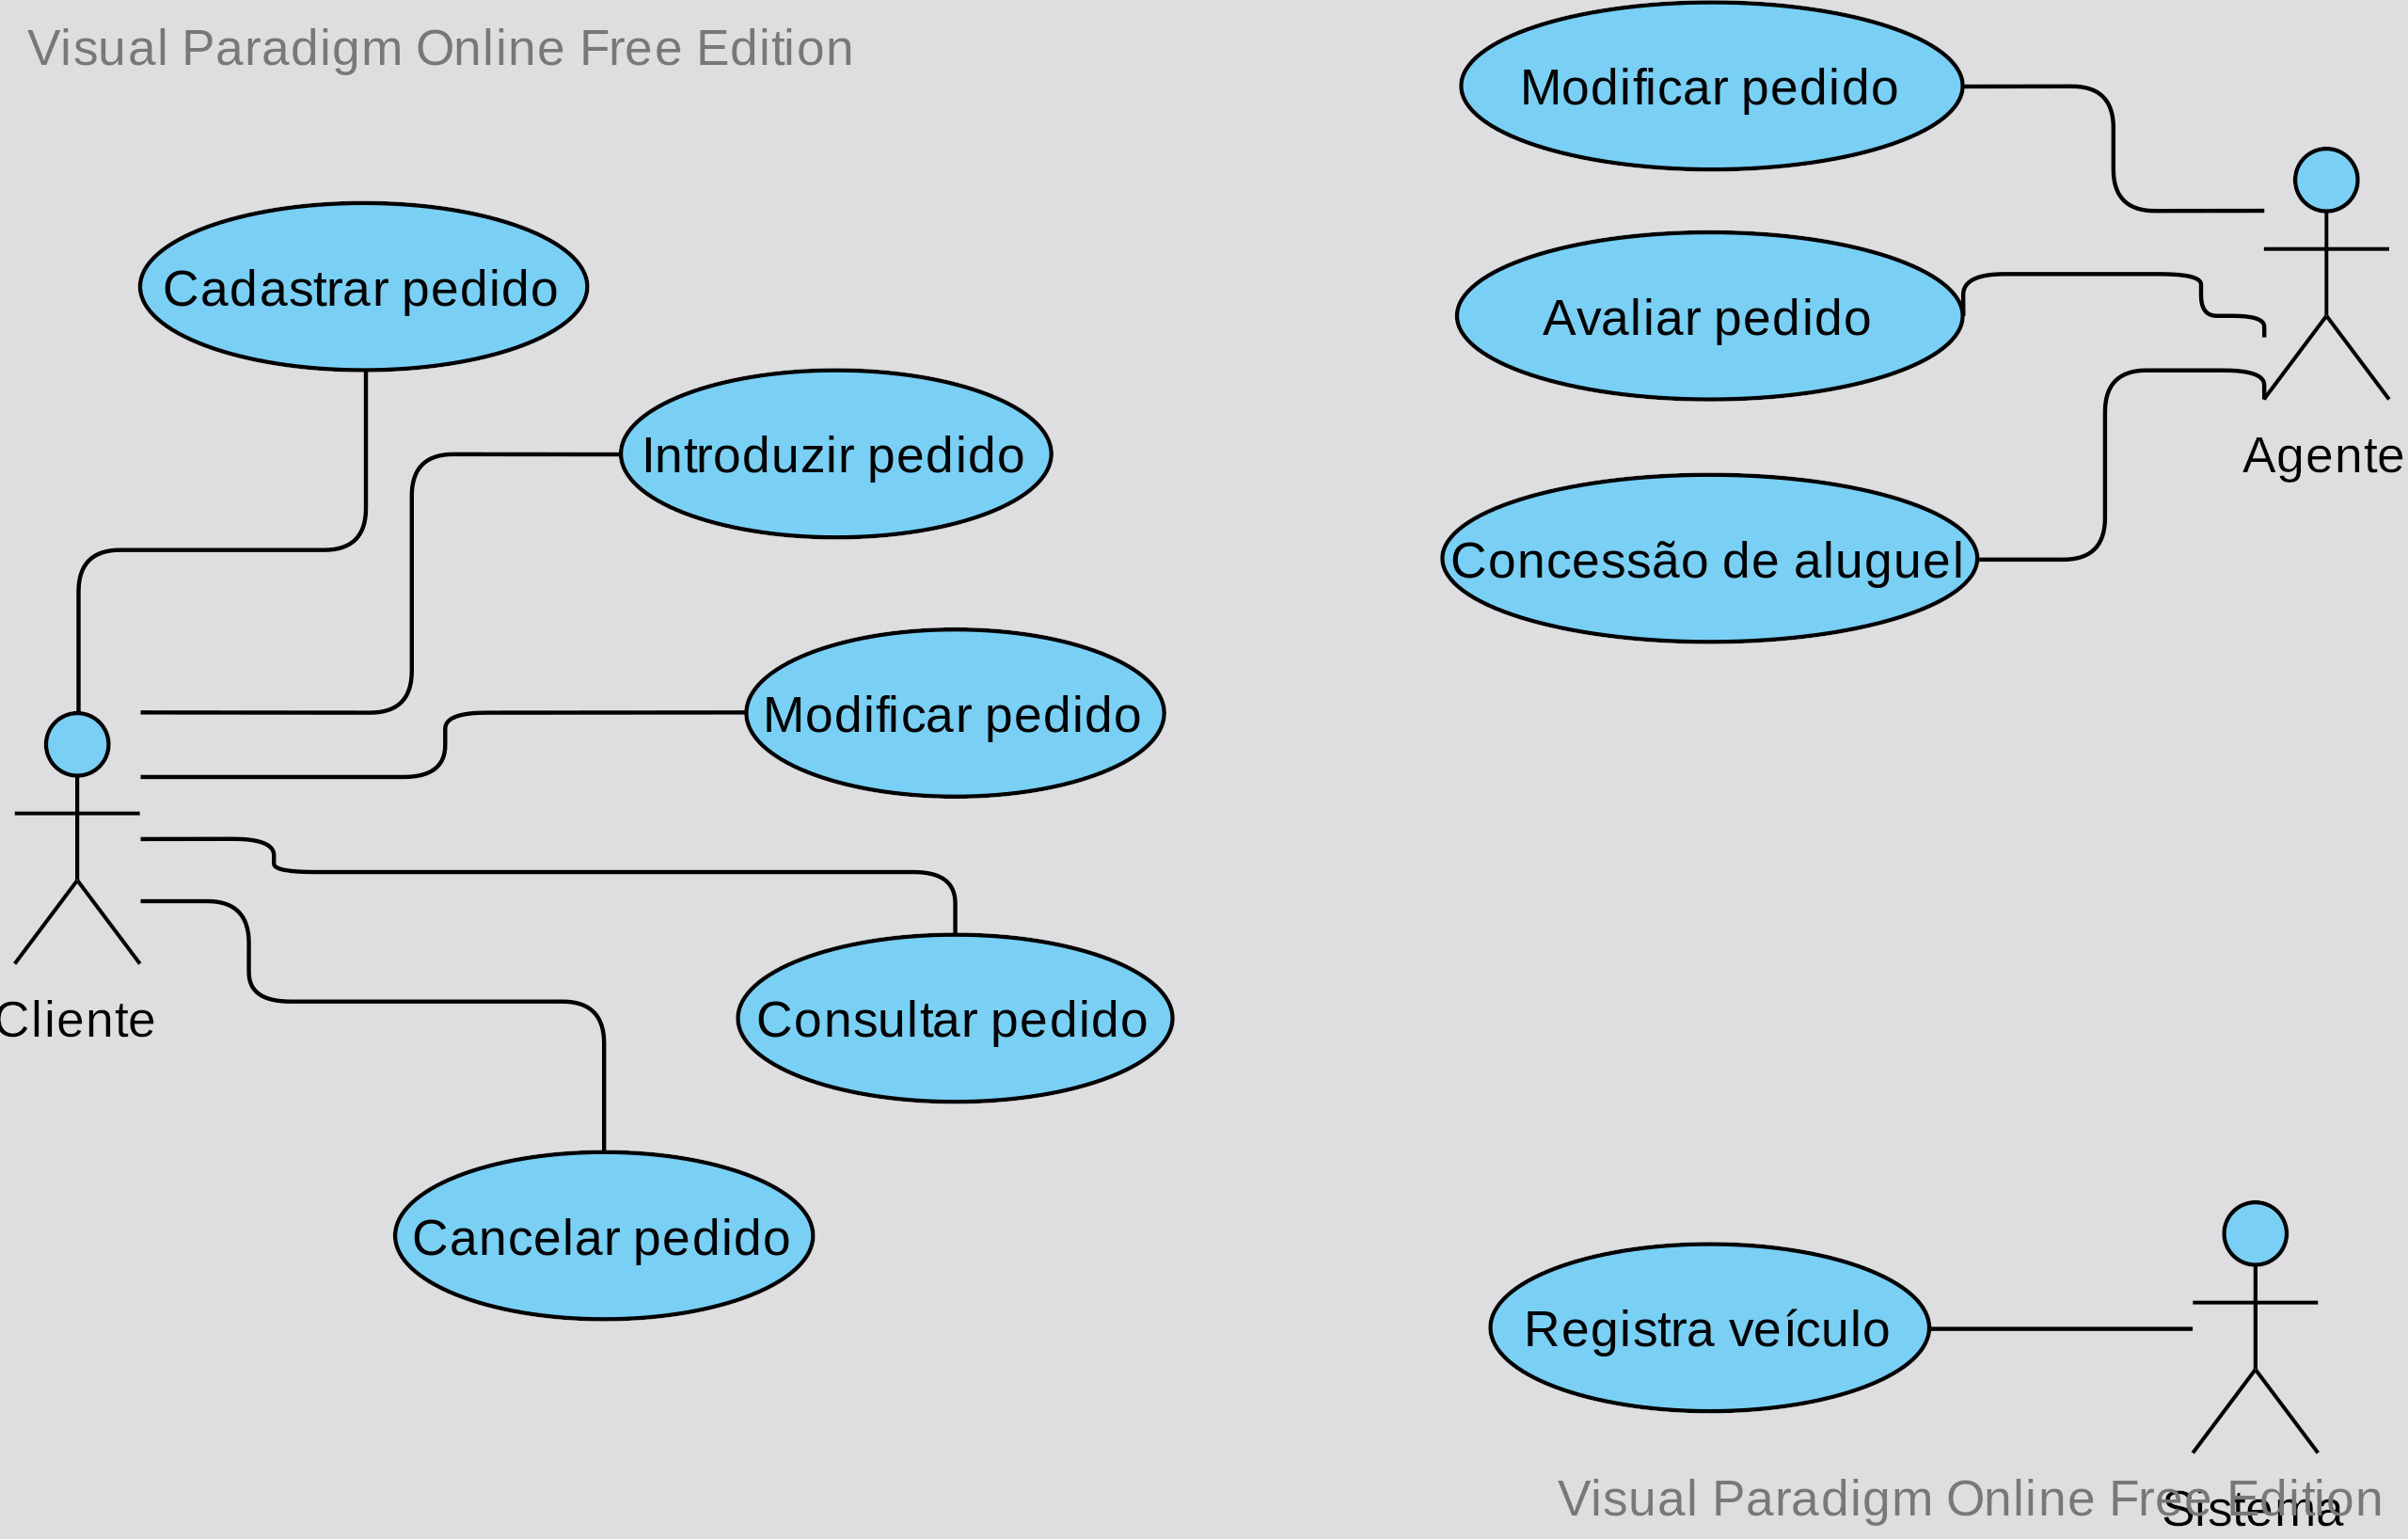 Visual Paradigm Online Free Edition
Modificar pedido
Cadastrar pedido
Avaliar pedido
Introduzir pedido
Agente
Concessão de aluguel
Modificar pedido
Cliente
Consultar pedido
Cancelar pedido
Registra veículo
Visual Paradigm Online Free Edition
Sistema